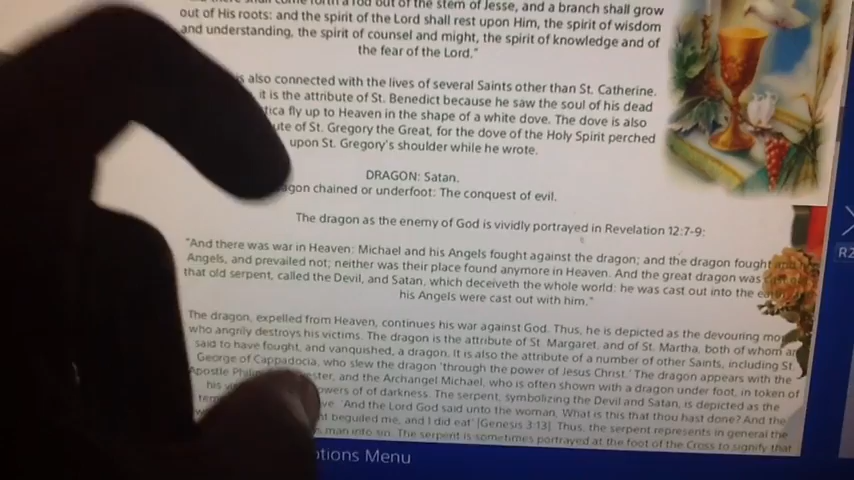 out of the stem of Jesse, and a branch shall grow
out of His roots: and the spirit of the Lord shall rest upon Him, the spirit of wisdom
and understanding, the spirit of counsel and might, the spirit of knowledge and of
the fear of the Lord."
is also connected with the lives of several Saints other than St. Catherine.
it is the attribute of St. Benedict because he saw the soul of his dead
fly up to Heaven in the shape of a white dove. The dove is also
of St. Gregory the Great, for the dove of the Holy Spirit perched
upon St. Gregory's shoulder while he wrote.
DRAGON: Satan.
chained or underfoot: The conquest of evil.
The dragon as the enemy of God is vividly portrayed in Revelation 12:7-9:
"And there was war in Heaven: Michael and his Angels fought against the dragon; and the dragon fought
Angels, and prevailed not; neither was their place found anymore in Heaven. And the great dragon was
that old serpent, called the Devil, and Satan, which deceiveth the whole world: he was cast out into the
his Angels were cast out with him."
The dragon, expelled from Heaven, continues his war against God. Thus, he is depicted as the devouring
who angrily destroys his victims. The dragon is the attribute of St. Margaret, and of St. Martha, both of whom
said to have fought, and vanquished, a dragon. It is also the attribute of a number of other Saints, including St.
George of Cappadocia, who slew the dragon 'through the power of Jesus Christ.' The dragon appears with the
Apostle and the Archangel Michael, who is often shown with a dragon under foot, in token of
his of of darkness. The serpent, symbolizing the Devil and Satan, is depicted as the
'And the Lord God said unto the woman, What is this that thou hast done? And the
beguiled me, and I did eat' [Genesis 3:13]. Thus, the serpent represents in general the
man into sin. The serpent is sometimes portrayed at the foot of the Cross to signify that
Menu